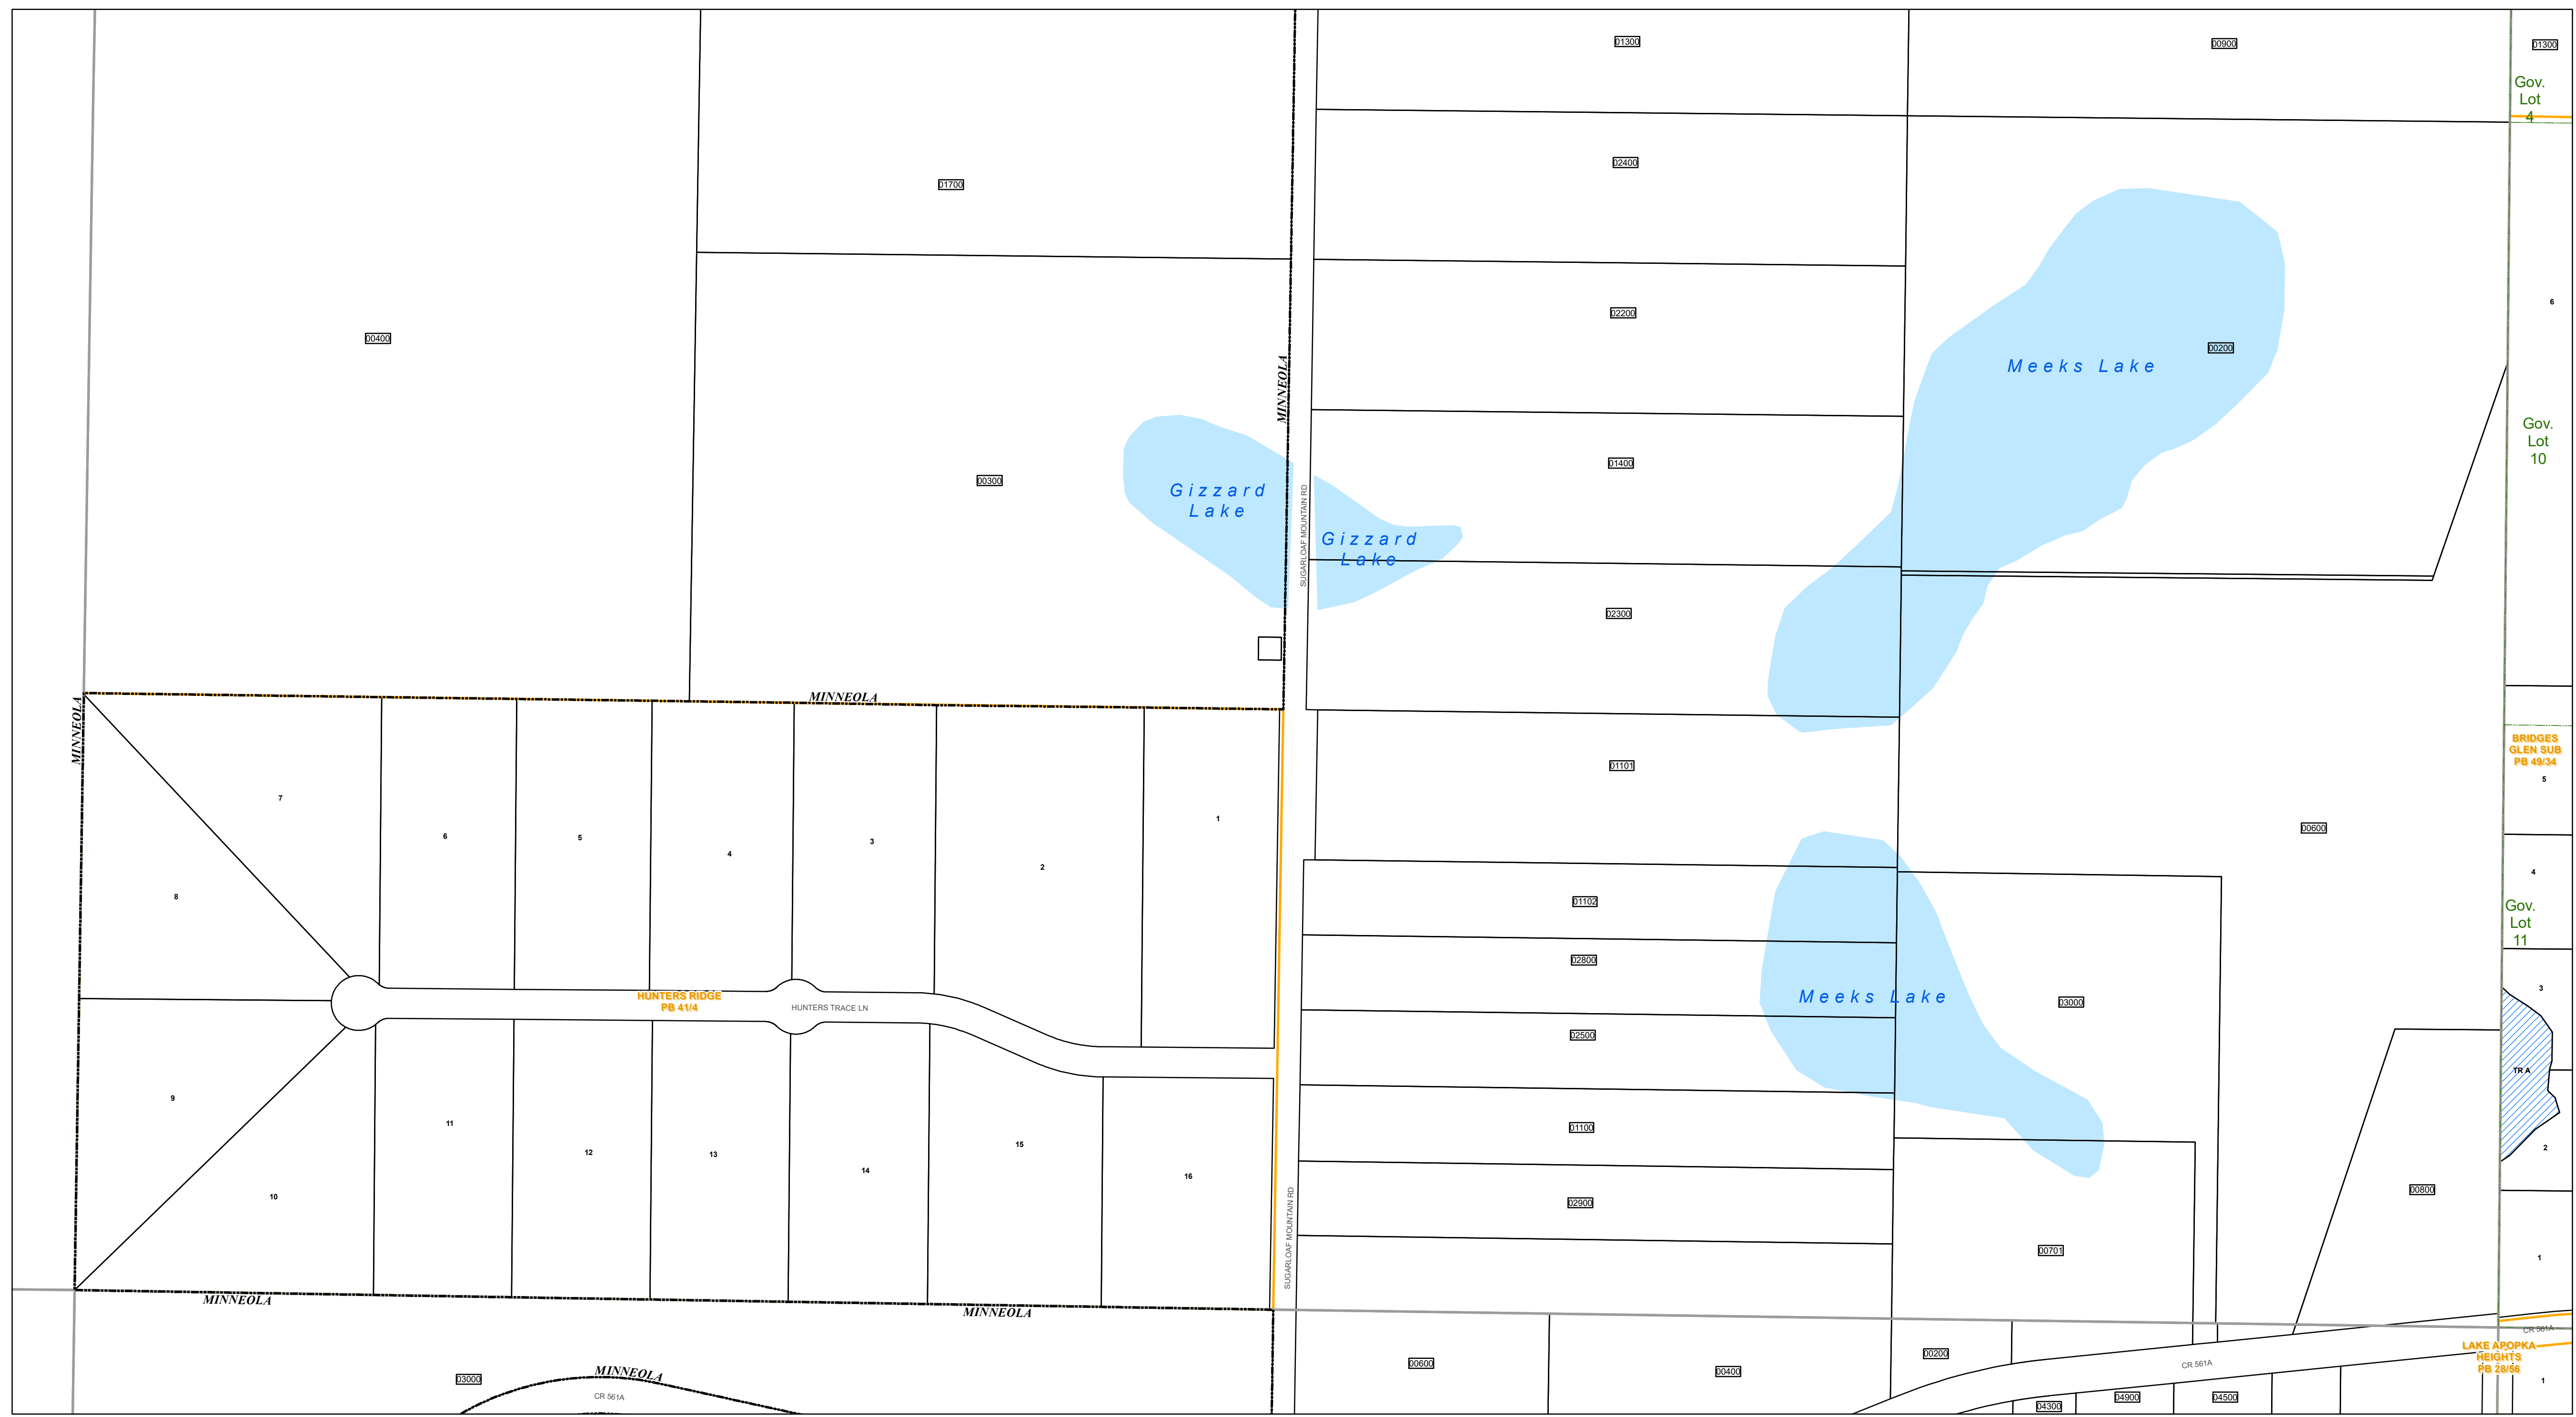 01300
00900
01300
Gov.
Lot
4
02400
01700
6
02200
00400
MINNEOLA
00200
Meeks Lake
Gov.
Lot
10
01400
00300
Gizzard
Lake
SUGARLOAF MOUNTAIN RD
Gizzard
Lake
02300
MINNEOLA
MINNEOLA
BRIDGES
GLEN SUB
PB 49/34
5
01101
7
1
00600
6
5
4
3
2
4
8
01102
Gov.
Lot
11
02800
3
HUNTERS RIDGE
PB 41/4
HUNTERS TRACE LN
Meeks Lake
03000
02500
TR A
9
11
01100
12
13
15
2
14
16
00800
10
02900
SUGARLOAF MOUNTAIN RD
00701
1
MINNEOLA
MINNEOLA
CR 561A
LAKE APOPKA
HEIGHTS
PB 28/56
00600
00400
00200
CR 561A
03000
MINNEOLA
CR 561A
04300
04900
04500
1